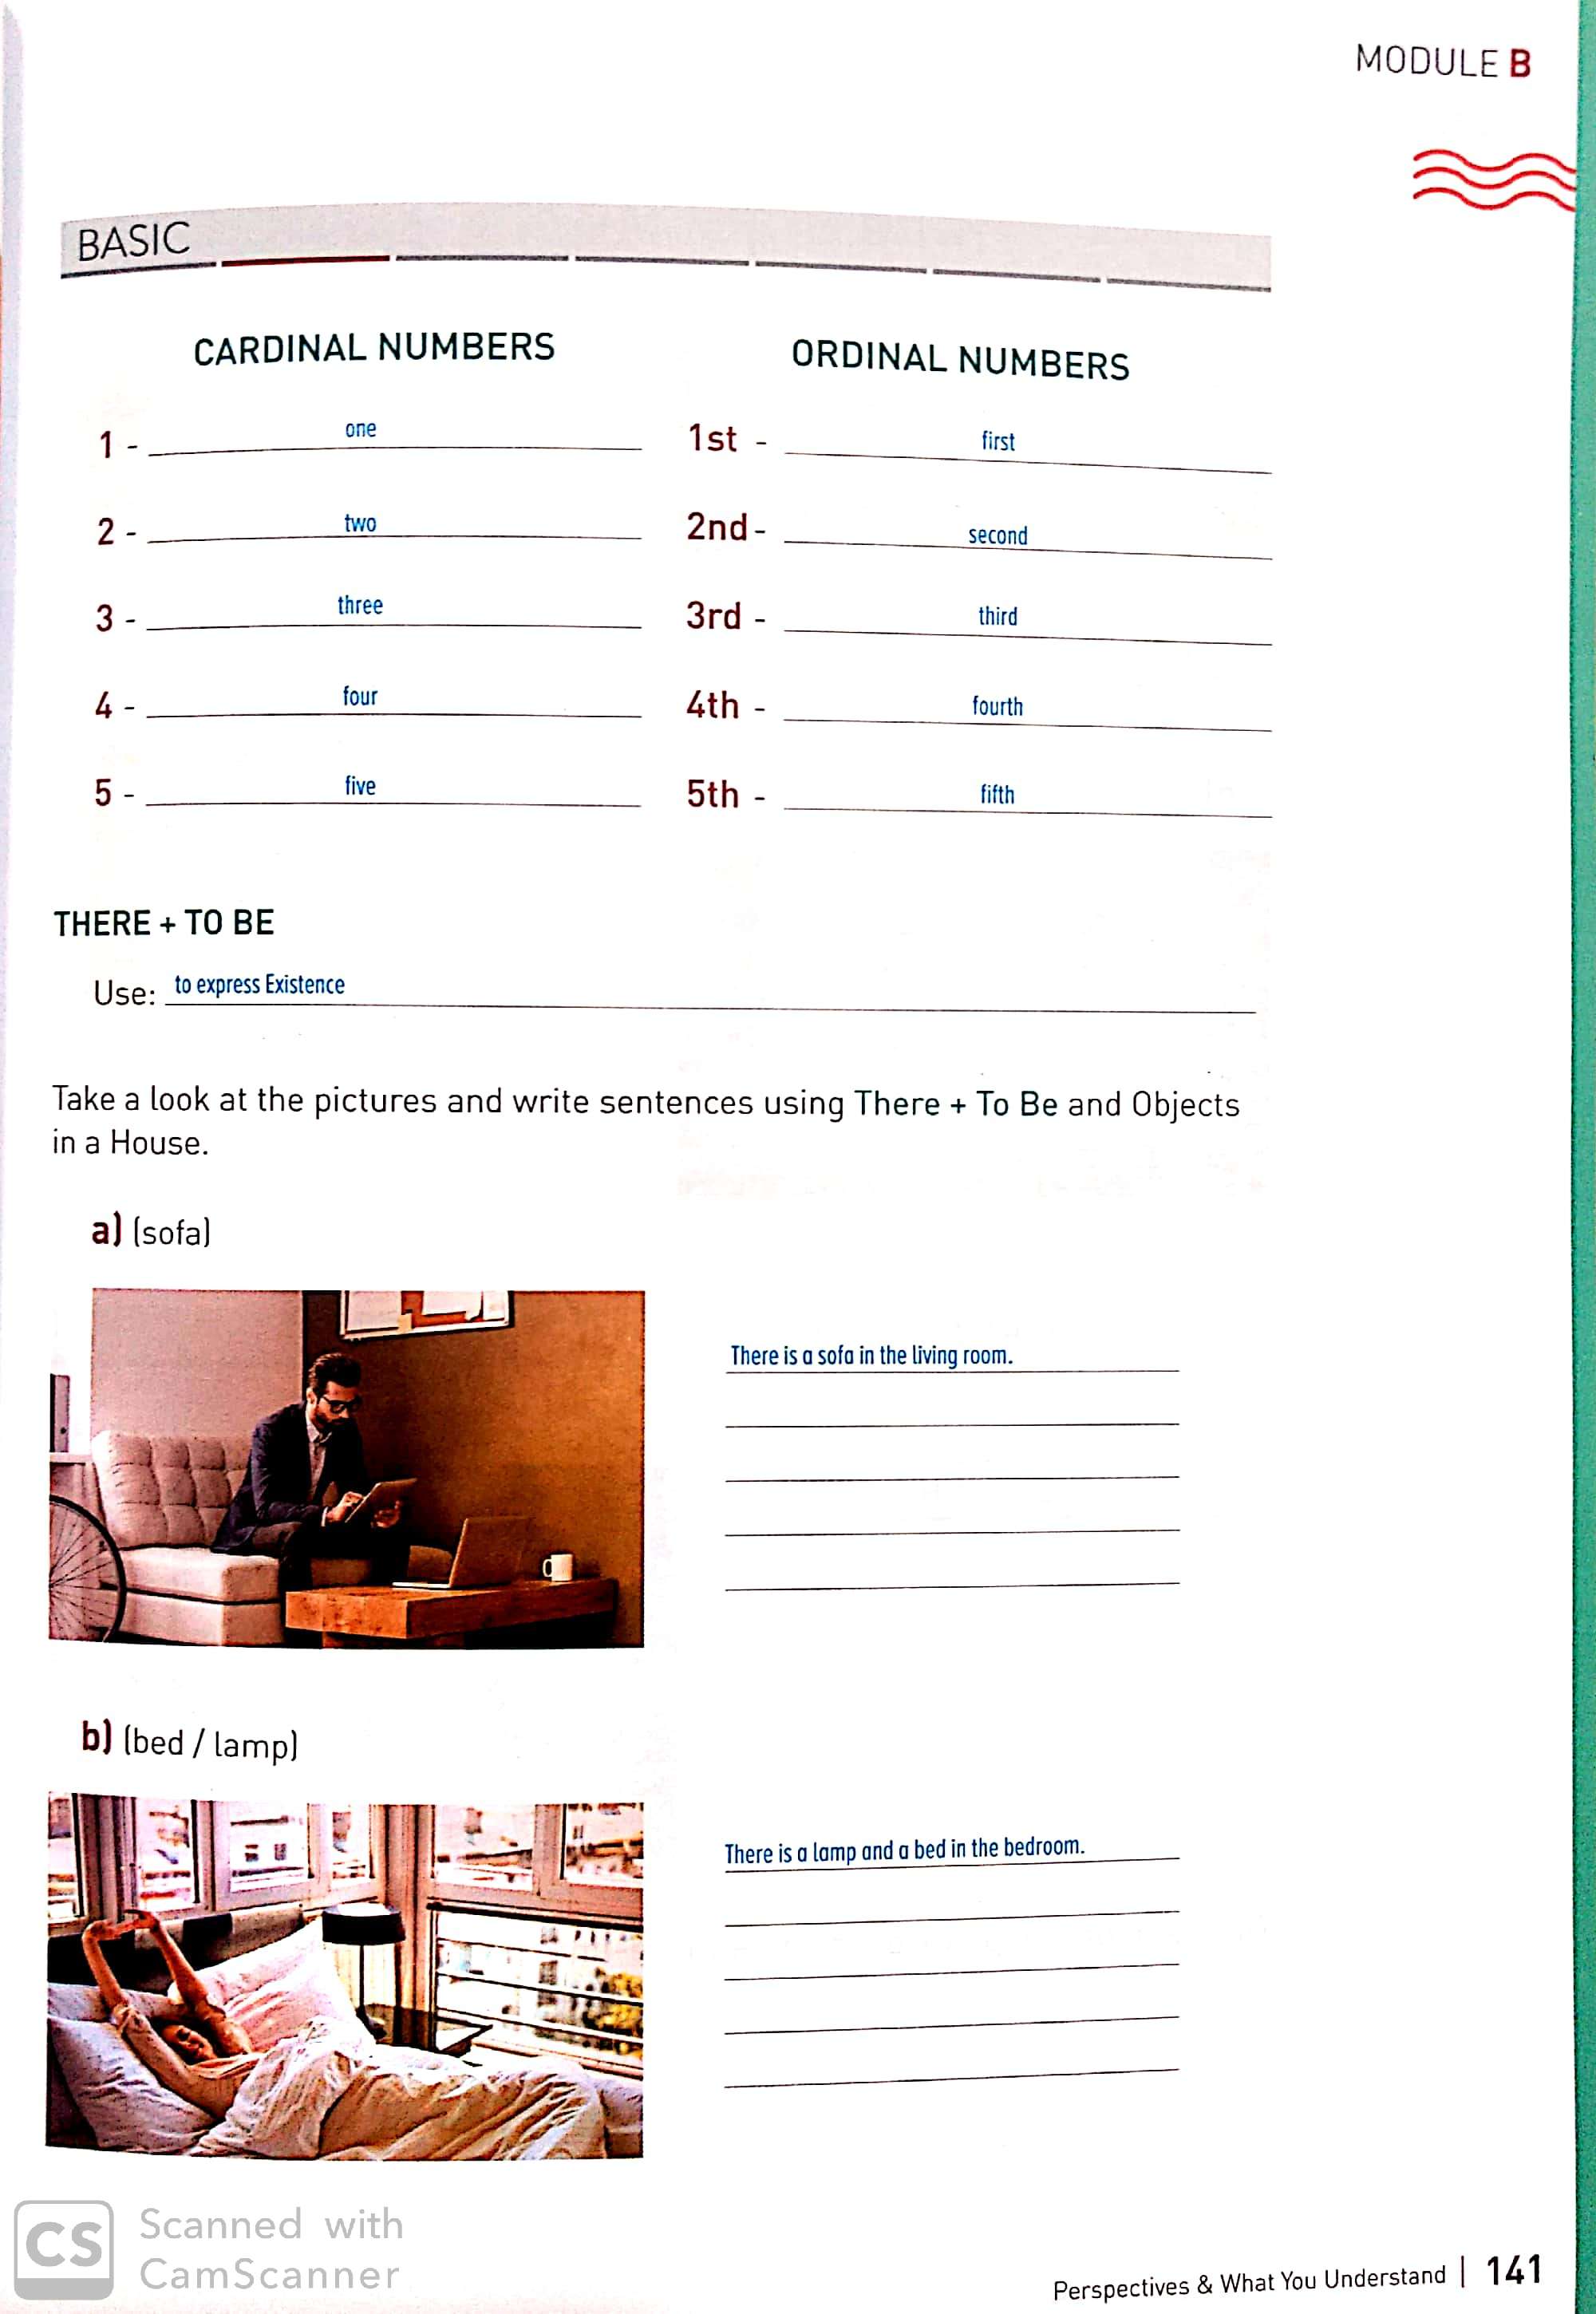 MODULE B
BASIC
CARDINAL NUMBERS
1 - one
2 - two
3 - three
4 - four
5 - five
ORDINAL NUMBERS
1st - first
2nd - second
3rd - third
4th - fourth
5th - fifth
THERE + TO BE
Use: to express Existence
Take a look at the pictures and write sentences using There + To Be and Objects
in a House.
a) (sofa)
There is a sofa in the living room.
b) (bed / lamp)
There is a lamp and a bed in the bedroom.
CS Scanned with
CamScanner
Perspectives & What You Understand | 141